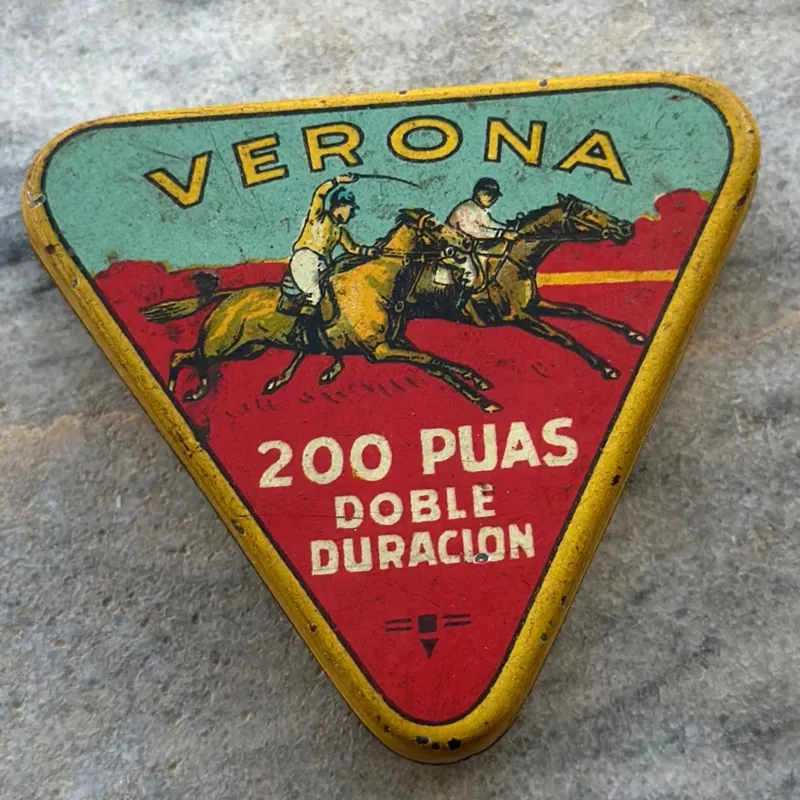 VERONA
200 PUAS
DOBLE
DURACION